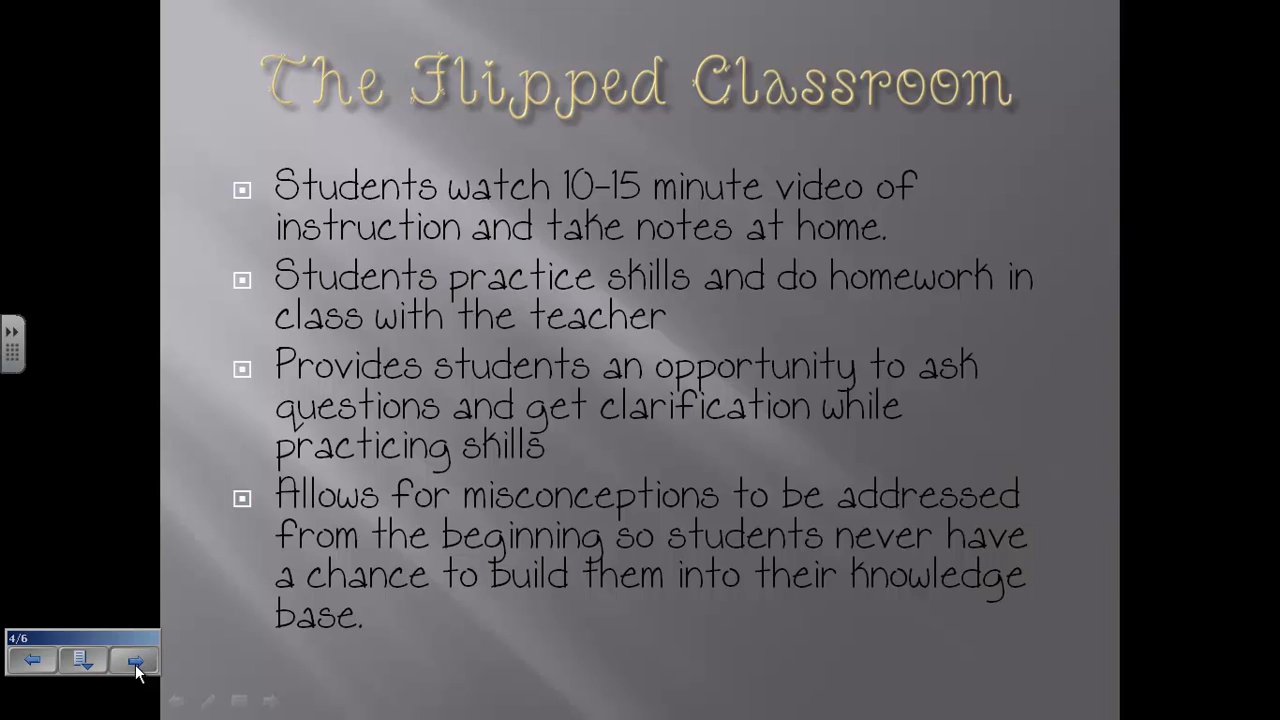 The Flipped Classroom
Students watch 10-15 minute video of
instruction and take notes at home.
Students practice skills and do homework in
class with the teacher
Provides students an opportunity to ask
questions and get clarification while
practicing skills
Allows for misconceptions to be addressed
from the beginning so students never have
a chance to build them into their knowledge
base.
4/6